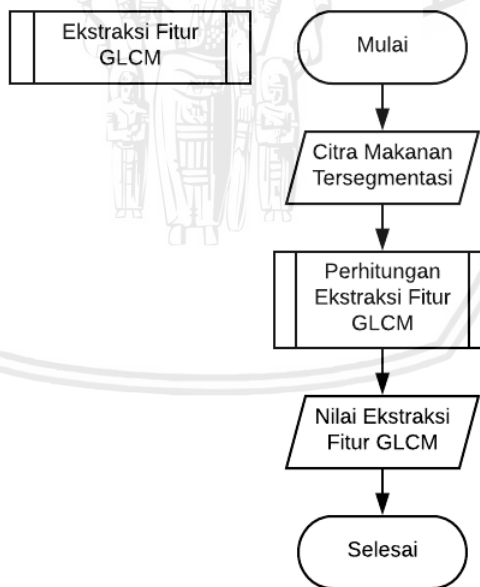 Ekstraksi Fitur
GLCM
Mulai
Citra Makanan
Tersegmentasi
Perhitungan
Ekstraksi Fitur
GLCM
Nilai Ekstraksi
Fitur GLCM
Selesai